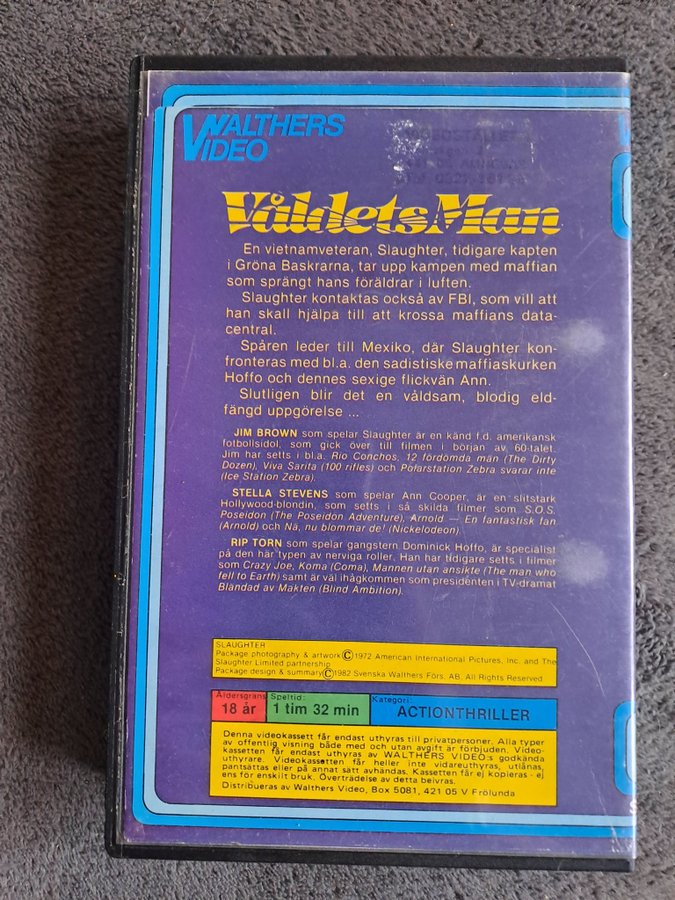 WALTHERS
VIDEO
VåldetsMan
En vietnamveteran, Slaughter, tidigare kapten
i Gröna Baskrarna, tar upp kampen med maffian
som sprängt hans föräldrar i luften.
Slaughter kontaktas också av FBI, som vill att
han skall hjälpa till att krossa maffians data-
central.
Spåren leder till Mexiko, där Slaughter kon-
fronteras med bl.a. den sadistiske maffiaskurken
Hoffo och dennes sexige flickvän Ann.
Slutligen blir det en våldsam, blodig eld-
fängd uppgörelse ...
JIM BROWN som spelar Slaughter är en känd f.d. amerikansk
fotbollsidol, som gick över till filmen i början av 60-talet.
Jim har setts i bl.a. Rio Conchos, 12 fördömda män (The Dirty
Dozen), Viva Sarita (100 rifles) och Polarstation Zebra svarar inte
(Ice Station Zebra).
STELLA STEVENS som spelar Ann Cooper, är en slitstark
Hollywood-blondin, som setts i så skilda filmer som S.O.S.
Poseidon (The Poseidon Adventure), Arnold — En fantastisk fan
(Arnold) och Nä, nu blommar de! (Nickelodeon).
RIP TORN som spelar gangstern Dominick Hoffo, är specialist
på den här typen av nerviga roller. Han har tidigare setts i filmer
som Crazy Joe, Koma (Coma), Mannen utan ansikte (The man who
fell to Earth) samt är väl ihågkommen som presidenten i TV-dramat
Bländad av Makten (Blind Ambition).
SLAUGHTER
Package photography & artwork © 1972 American International Pictures, Inc. and The
Slaughter Limited partnership
Package design & summary © 1982 Svenska Walthers Förs. AB. All Rights Reserved.
Åldersgräns Speltid: Kategori:
18 år 1 tim 32 min ACTIONTHRILLER
Denna videokassett får endast uthyras till privatpersoner. Alla typer
av offentlig visning både med och utan avgift är förbjuden. Video-
kassetten får endast uthyras av WALTHERS VIDEO:s godkända
uthyrare. Videokassetten får heller inte vidareuthyras, utlånas,
pantsättas eller på annat sätt avhändas. Kassetten får ej kopieras - ej
ens för enskilt bruk. Överträdelse av detta beivras.
Distribueras av Walthers Video, Box 5081, 421 05 V Frölunda